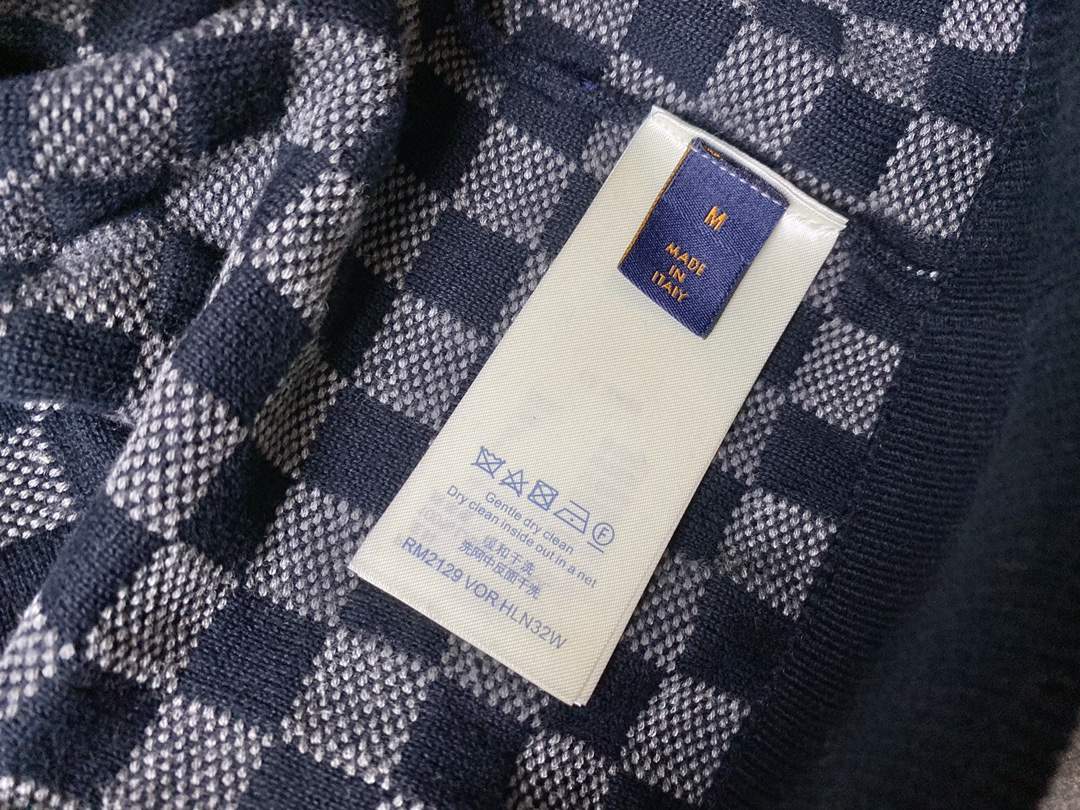 M
MADE
IN
ITALY
F
Gentle dry clean
Dry clean inside out in a net
缓和干洗
洗网中反面干洗
RM2129 VOR HLN32W